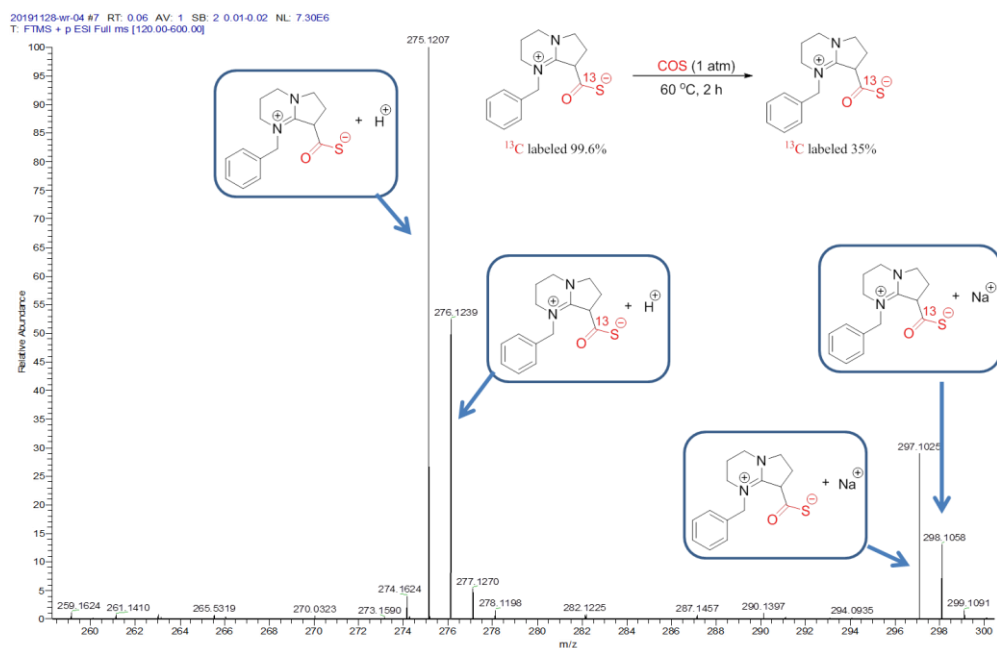 20191128-wr-04 #7 RT: 0.06 AV: 1 SB: 2 0.01-0.02 NL: 7.30E6
T: FTMS + p ESI Full ms [120.00-600.00]
275.1207
100
95
90
85
80
75
70
65
60
55
50
45
40
35
30
25
20
15
10
5
0
Relative Abundance
N
⊕
N
O
S
⊖
+ H⊕
N
⊕
N
13
O
S
⊖
13C labeled 99.6%
COS (1 atm)
60 °C, 2 h
N
⊕
N
13
O
S
⊖
13C labeled 35%
276.1239
N
⊕
N
13
O
S
⊖
+ H⊕
N
⊕
N
13
O
S
⊖
+ Na⊕
N
⊕
N
O
S
⊖
+ Na⊕
297.1025
298.1058
259.1624
261.1410
265.5319
270.0323
273.1590
274.1624
277.1270
278.1198
282.1225
287.1457
290.1397
294.0935
299.1091
260
262
264
266
268
270
272
274
276
278
280
282
284
286
288
290
292
294
296
298
300
m/z